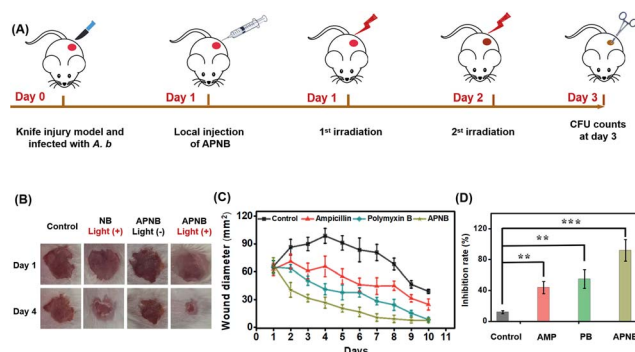 (A)
Day 0
Day 1
Day 1
Day 2
Day 3
Knife injury model and
infected with A. b
Local injection
of APNB
1st irradiation
2st irradiation
CFU counts
at day 3
(B)
Control
NB
Light (+)
APNB
Light (-)
APNB
Light (+)
Day 1
Day 4
(C)
Control
Ampicillin
Polymyxin B
APNB
Wound diameter (mm²)
120
90
60
30
0
0 1 2 3 4 5 6 7 8 9 10 11
Days
(D)
Inhibition rate (%)
160
120
80
40
0
***
**
**
Control
AMP
PB
APNB